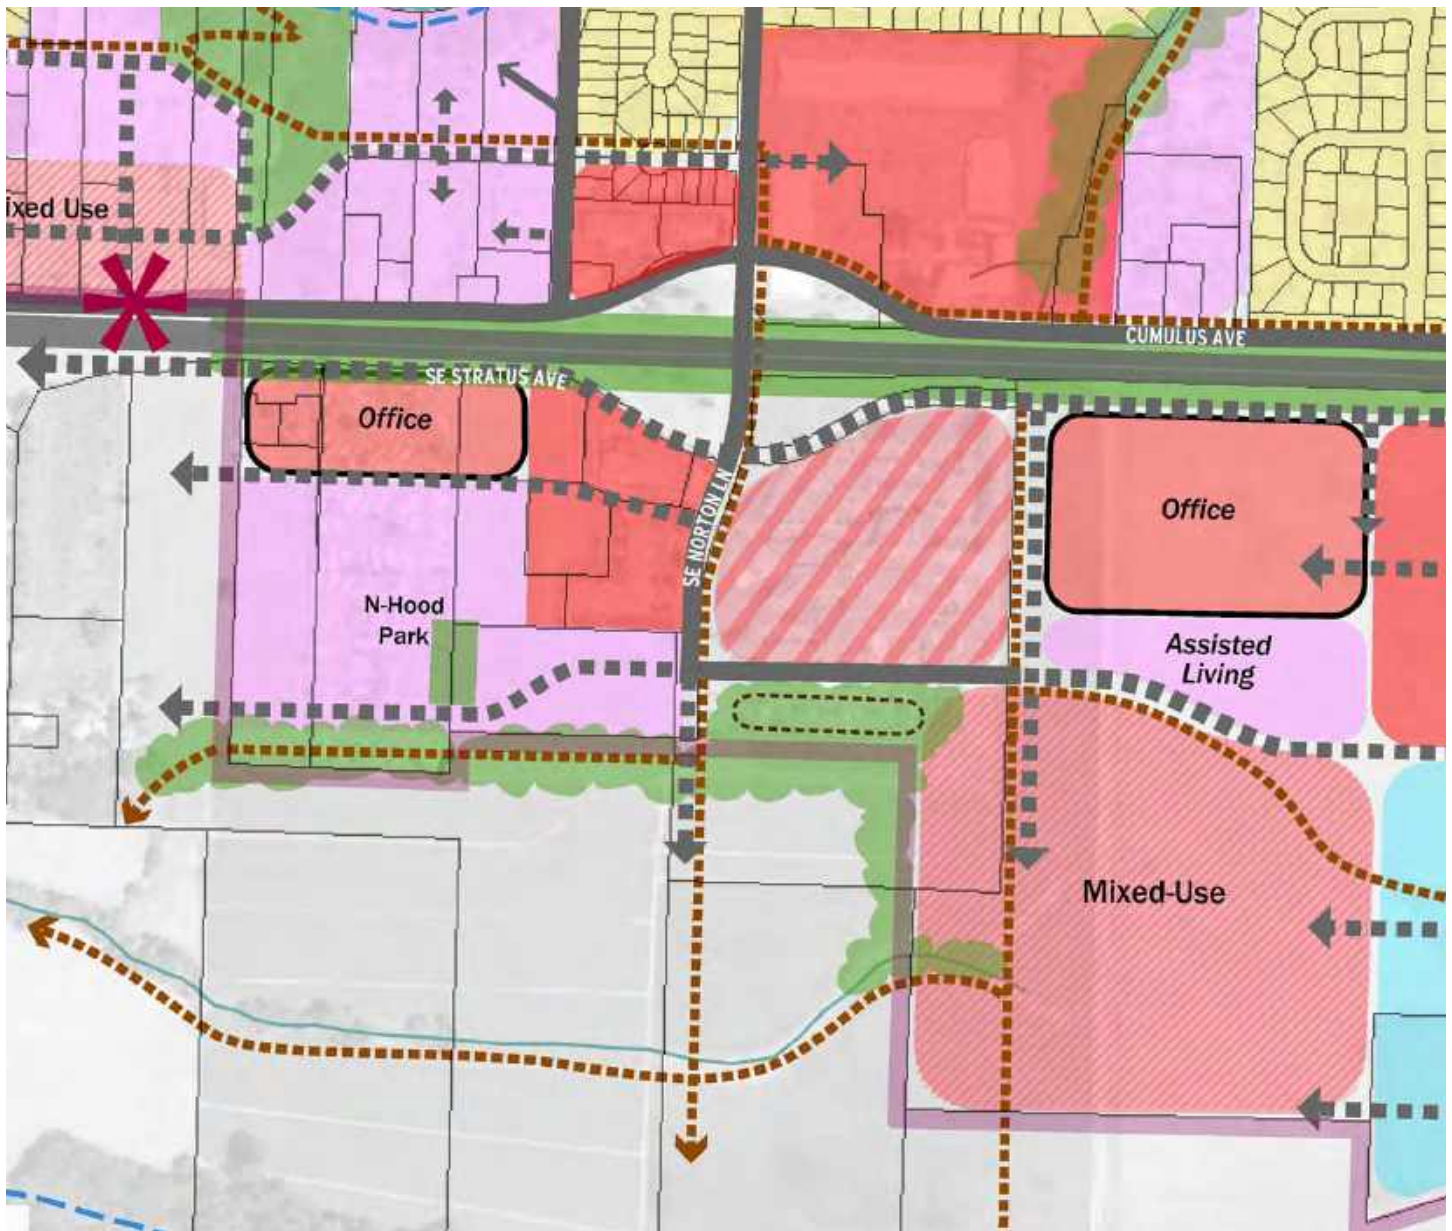 ixed Use
CUMULUS AVE
SE STRATUS AVE
Office
SE NORTON LN
Office
N-Hood
Park
Assisted
Living
Mixed-Use